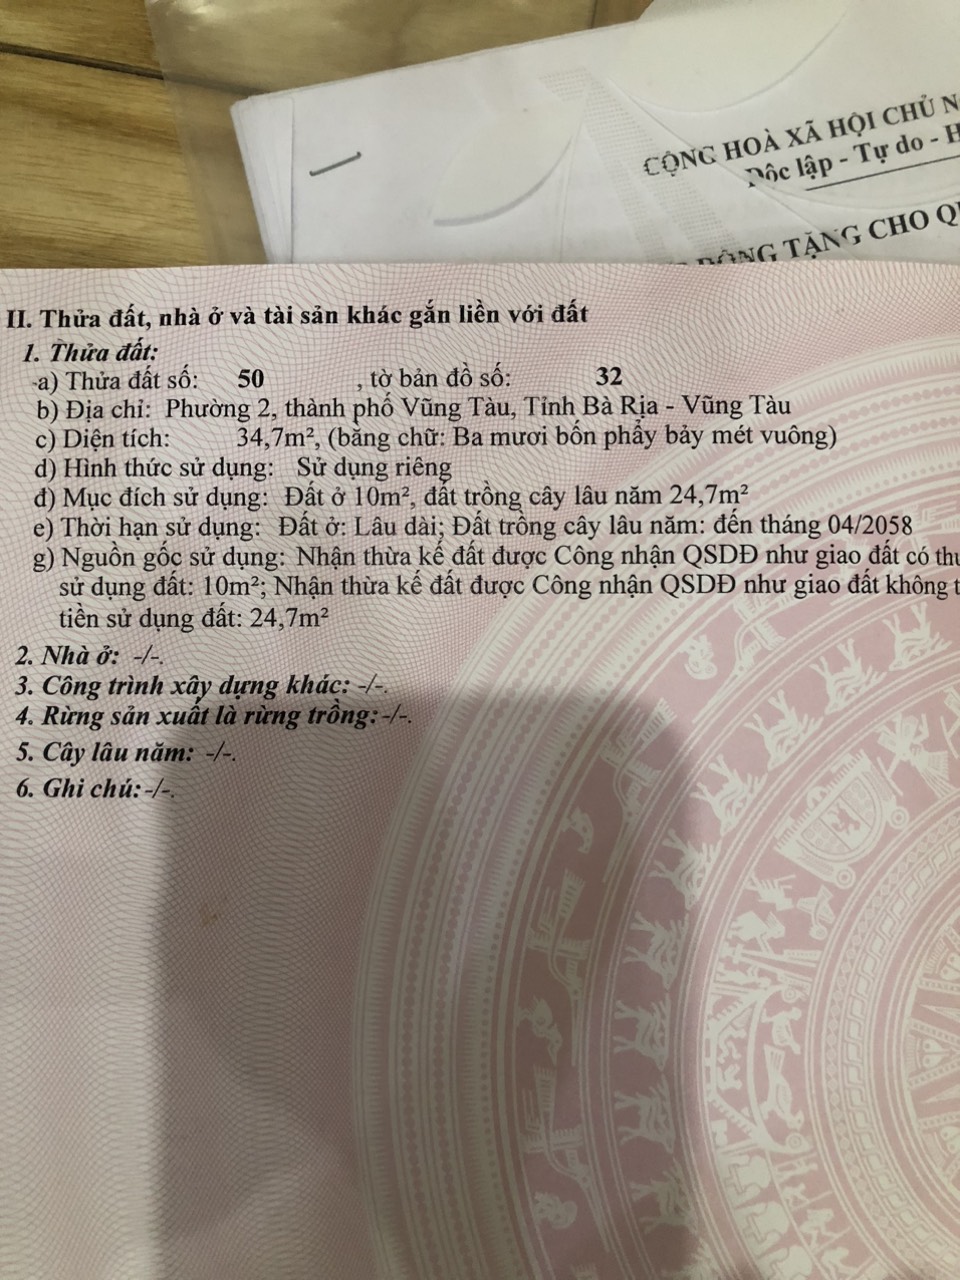 CỘNG HOÀ XÃ HỘI CHỦ
Độc lập - Tự do -
TẶNG CHO
II. Thửa đất, nhà ở và tài sản khác gắn liền với đất
1. Thửa đất:
a) Thửa đất số: 50 , tờ bản đồ số: 32
b) Địa chỉ: Phường 2, thành phố Vũng Tàu, Tỉnh Bà Rịa - Vũng Tàu
c) Diện tích: 34,7m², (bằng chữ: Ba mươi bốn phẩy bảy mét vuông)
d) Hình thức sử dụng: Sử dụng riêng
đ) Mục đích sử dụng: Đất ở 10m², đất trồng cây lâu năm 24,7m²
e) Thời hạn sử dụng: Đất ở: Lâu dài; Đất trồng cây lâu năm: đến tháng 04/2058
g) Nguồn gốc sử dụng: Nhận thừa kế đất được Công nhận QSDĐ như giao đất có
sử dụng đất: 10m²; Nhận thừa kế đất được Công nhận QSDĐ như giao đất không
tiền sử dụng đất: 24,7m²
2. Nhà ở: -/-.
3. Công trình xây dựng khác: -/-.
4. Rừng sản xuất là rừng trồng: -/-.
5. Cây lâu năm: -/-.
6. Ghi chú: -/-.